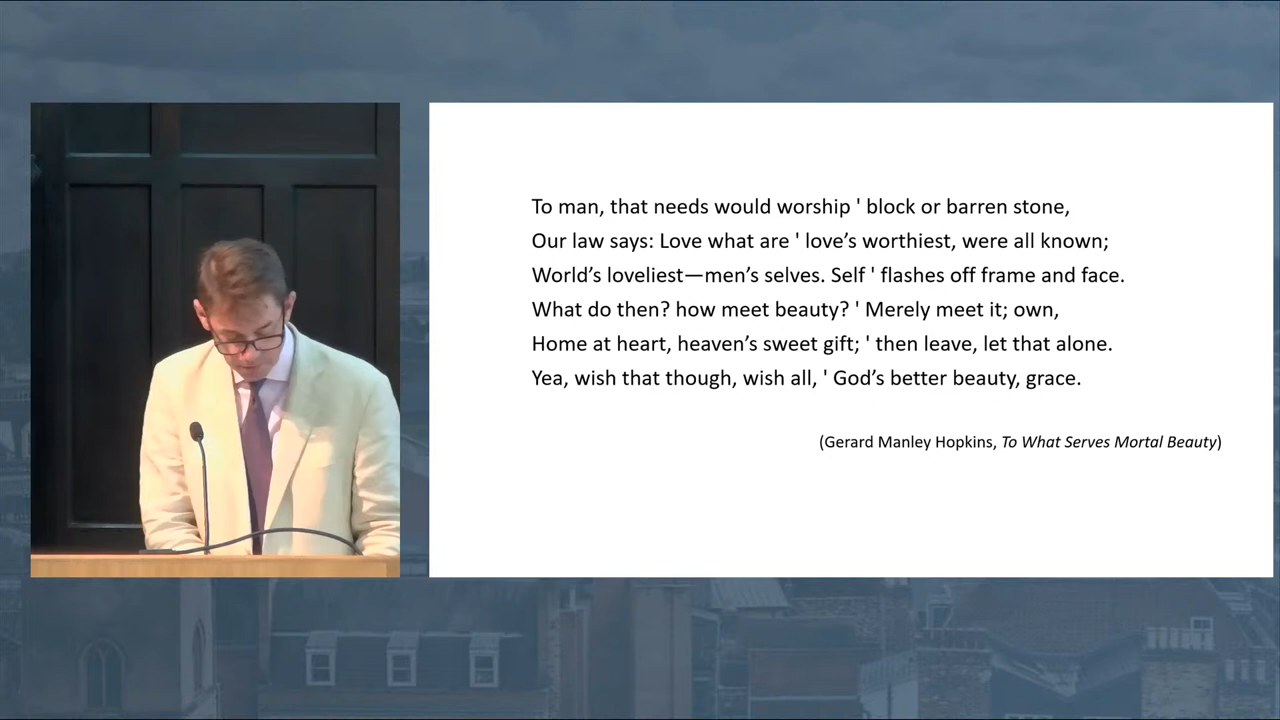 To man, that needs would worship ' block or barren stone,
Our law says: Love what are ' love’s worthiest, were all known;
World’s loveliest—men’s selves. Self ' flashes off frame and face.
What do then? how meet beauty? ' Merely meet it; own,
Home at heart, heaven’s sweet gift; ' then leave, let that alone.
Yea, wish that though, wish all, ' God’s better beauty, grace.
(Gerard Manley Hopkins, To What Serves Mortal Beauty)